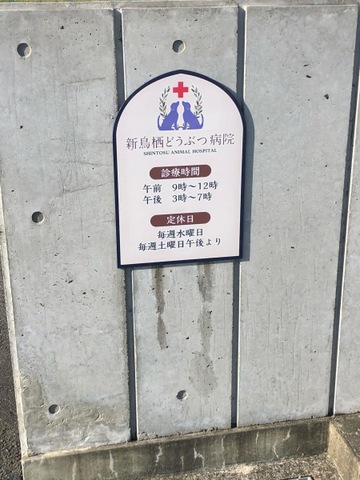 新鳥栖どうぶつ病院
SHINTOSU ANIMAL HOSPITAL
診療時間
午前 9時～12時
午後 3時～7時
定休日
毎週水曜日
毎週土曜日午後より